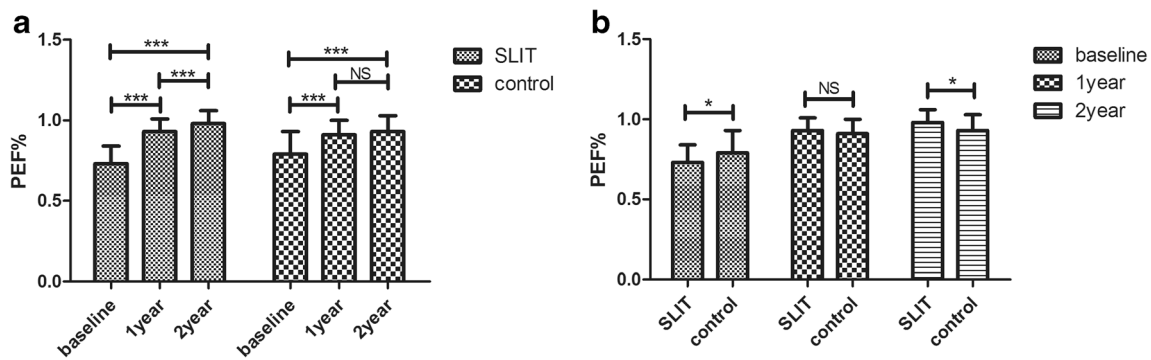 a
1.5
1.0
0.5
0.0
PEF%
***
***
***
***
NS
***
SLIT
control
baseline
1year
2year
baseline
1year
2year
b
1.5
1.0
0.5
0.0
PEF%
*
NS
*
baseline
1year
2year
SLIT
control
SLIT
control
SLIT
control